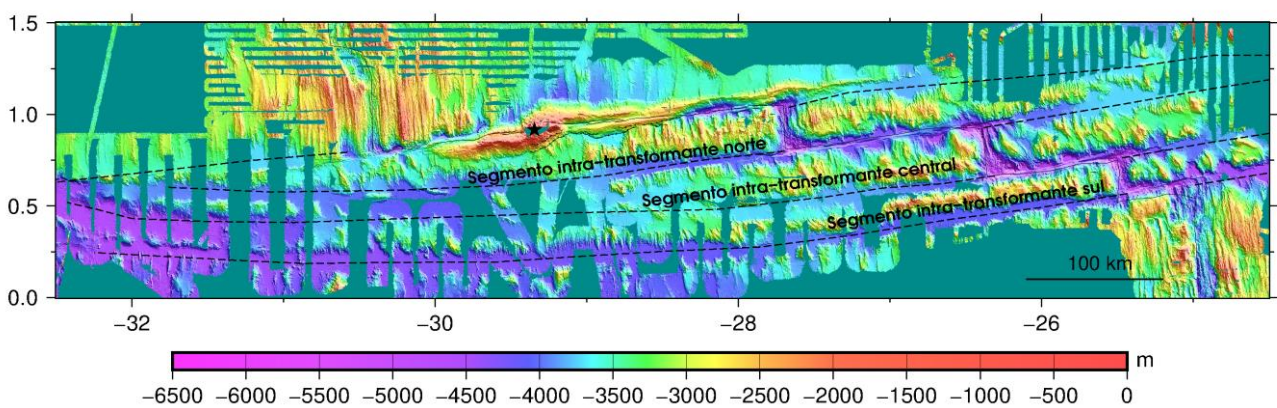 1.5
1.0
0.5
0.0
Segmento intra−transformante norte
Segmento intra−transformante central
Segmento intra−transformante sul
100 km
−32 −30 −28 −26
m
−6500 −6000 −5500 −5000 −4500 −4000 −3500 −3000 −2500 −2000 −1500 −1000 −500 0